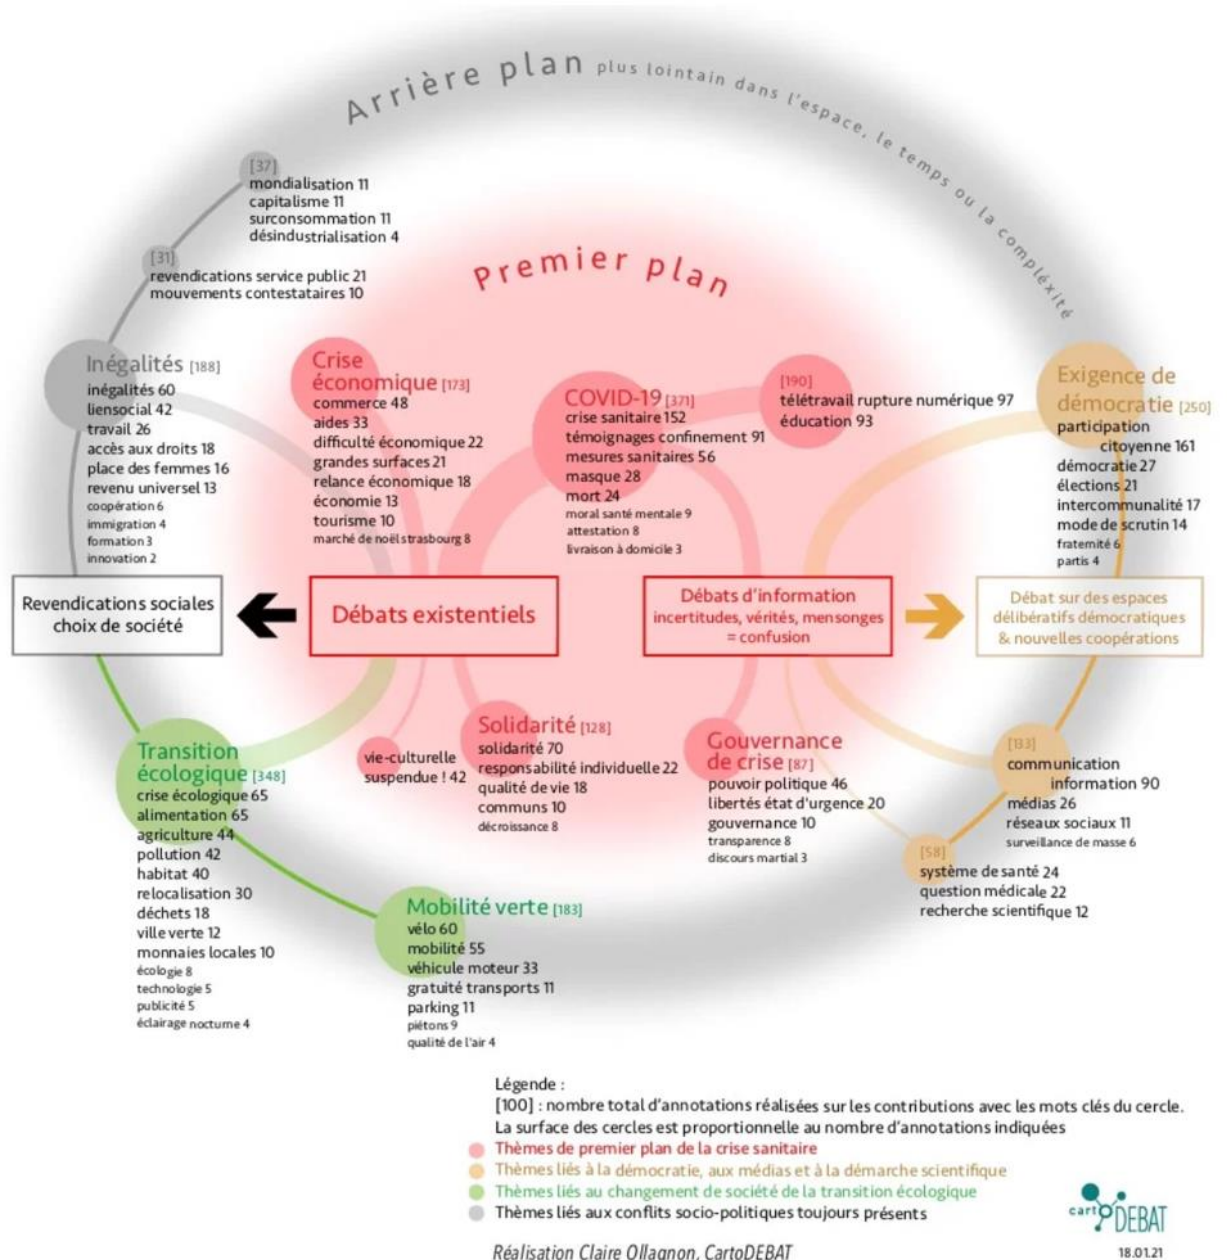 Arrière plan plus lointain dans l'espace, le temps ou la compléxité
[37]
mondialisation 11
capitalisme 11
surconsommation 11
désindustrialisation 4
[31]
revendications service public 21
mouvements contestataires 10
Premier plan
Inégalités [188]
inégalités 60
liensocial 42
travail 26
accès aux droits 18
place des femmes 16
revenu universel 13
coopération 6
immigration 4
formation 3
innovation 2
Crise
économique [173]
commerce 48
aides 33
difficulté économique 22
grandes surfaces 21
relance économique 18
économie 13
tourisme 10
marché de noël strasbourg 8
COVID-19 [371]
crise sanitaire 152
témoignages confinement 91
mesures sanitaires 56
masque 28
mort 24
moral santé mentale 9
attestation 8
livraison à domicile 3
[190]
télétravail rupture numérique 97
éducation 93
Exigence de
démocratie [250]
participation
citoyenne 161
démocratie 27
élections 21
intercommunalité 17
mode de scrutin 14
fraternité 6
partis 4
Revendications sociales
choix de société
Débats existentiels
Débats d'information
incertitudes, vérités, mensonges
= confusion
Débat sur des espaces
délibératifs démocratiques
& nouvelles coopérations
Transition
écologique [348]
crise écologique 65
alimentation 65
agriculture 44
pollution 42
habitat 40
relocalisation 30
déchets 18
ville verte 12
monnaies locales 10
écologie 8
technologie 5
publicité 5
éclairage nocturne 4
vie-culturelle
suspendue ! 42
Solidarité [128]
solidarité 70
responsabilité individuelle 22
qualité de vie 18
communs 10
décroissance 8
Gouvernance
de crise [87]
pouvoir politique 46
libertés état d'urgence 20
gouvernance 10
transparence 8
discours martial 3
[133]
communication
information 90
médias 26
réseaux sociaux 11
surveillance de masse 6
[58]
système de santé 24
question médicale 22
recherche scientifique 12
Mobilité verte [183]
vélo 60
mobilité 55
véhicule moteur 33
gratuité transports 11
parking 11
piétons 9
qualité de l'air 4
Légende :
[100] : nombre total d'annotations réalisées sur les contributions avec les mots clés du cercle.
La surface des cercles est proportionnelle au nombre d'annotations indiquées
Thèmes de premier plan de la crise sanitaire
Thèmes liés à la démocratie, aux médias et à la démarche scientifique
Thèmes liés au changement de société de la transition écologique
Thèmes liés aux conflits socio-politiques toujours présents
Réalisation Claire Ollagnon, CartoDEBAT
cartoDEBAT
18.01.21